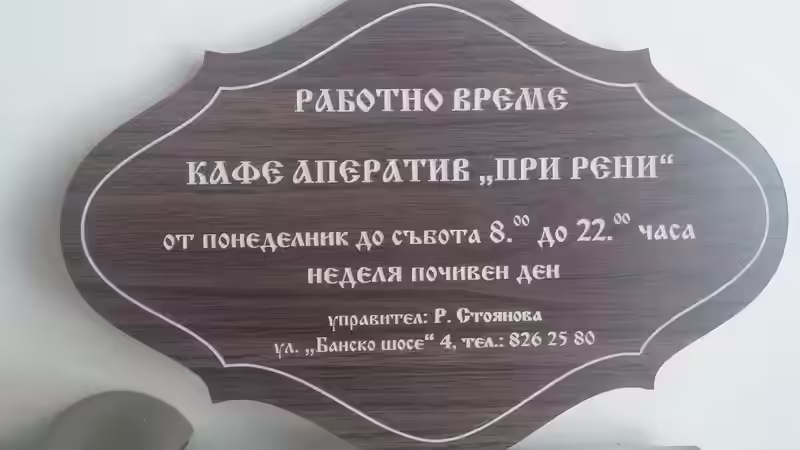 РАБОТНО ВРЕМЕ
КАФЕ АПЕРАТИВ „ПРИ РЕНИ“
ОТ ПОНЕДЕЛНИК ДО СЪБОТА 8.00 ДО 22.00 ЧАСА
НЕДЕЛЯ ПОЧИВЕН ДЕН
УПРАВИТЕЛ: Р. СТОЯНОВА
УЛ. „БАНСКО ШОСЕ“ 4, ТЕЛ.: 826 25 80